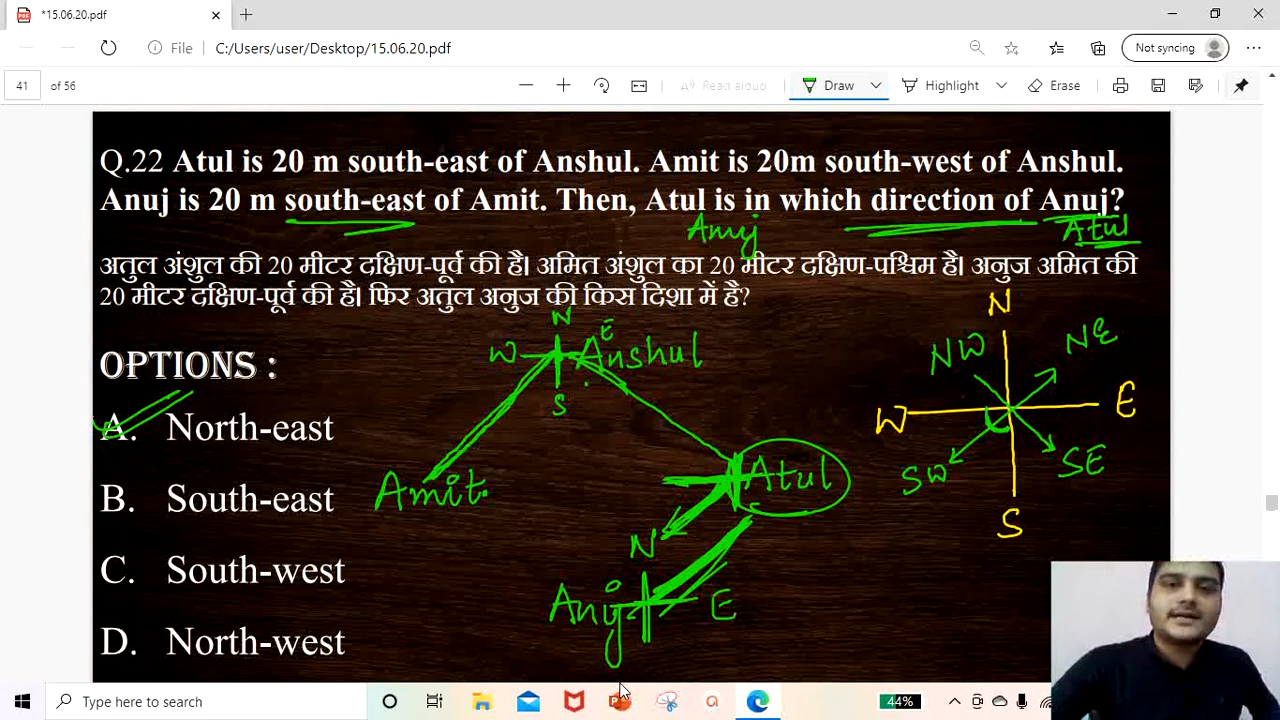 *15.06.20.pdf
File C:/Users/user/Desktop/15.06.20.pdf Not syncing
41 of 56 Read aloud Draw Highlight Erase
Q.22 Atul is 20 m south-east of Anshul. Amit is 20m south-west of Anshul.
Anuj is 20 m south-east of Amit. Then, Atul is in which direction of Anuj?
Anuj Atul
अतुल अंशुल की 20 मीटर दक्षिण-पूर्व की है। अमित अंशुल का 20 मीटर दक्षिण-पश्चिम है। अनुज अमित की
20 मीटर दक्षिण-पूर्व की है। फिर अतुल अनुज की किस दिशा में है?
N
N E
NW NE
W Anshul
OPTIONS :
S
W E
A. North-east
SW SE
Amit Atul
S
B. South-east
S
N
C. South-west
Anuj E
D. North-west
Type here to search
44%